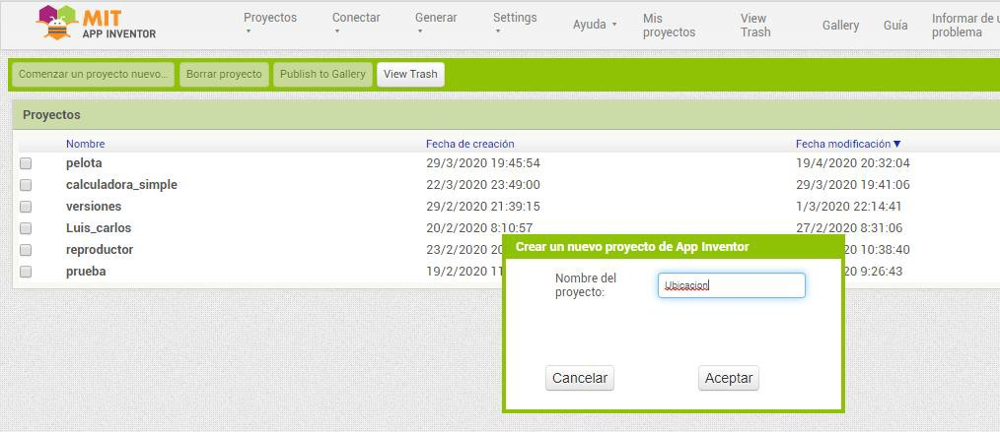 MIT
APP INVENTOR
Proyectos
Conectar
Generar
Settings
Ayuda
Mis
proyectos
View
Trash
Gallery
Guía
Informar de u
problema
Comenzar un proyecto nuevo...
Borrar proyecto
Publish to Gallery
View Trash
Proyectos
Nombre Fecha de creación Fecha modificación▼
pelota 29/3/2020 19:45:54 19/4/2020 20:32:04
calculadora_simple 22/3/2020 23:49:00 29/3/2020 19:41:06
versiones 29/2/2020 21:39:15 1/3/2020 22:14:41
Luis_carlos 20/2/2020 8:10:57 27/2/2020 8:31:06
reproductor 23/2/2020 20 10:38:40
prueba 19/2/2020 11 9:26:43
Crear un nuevo proyecto de App Inventor
Nombre del
proyecto:
Ubicacion
Cancelar
Aceptar